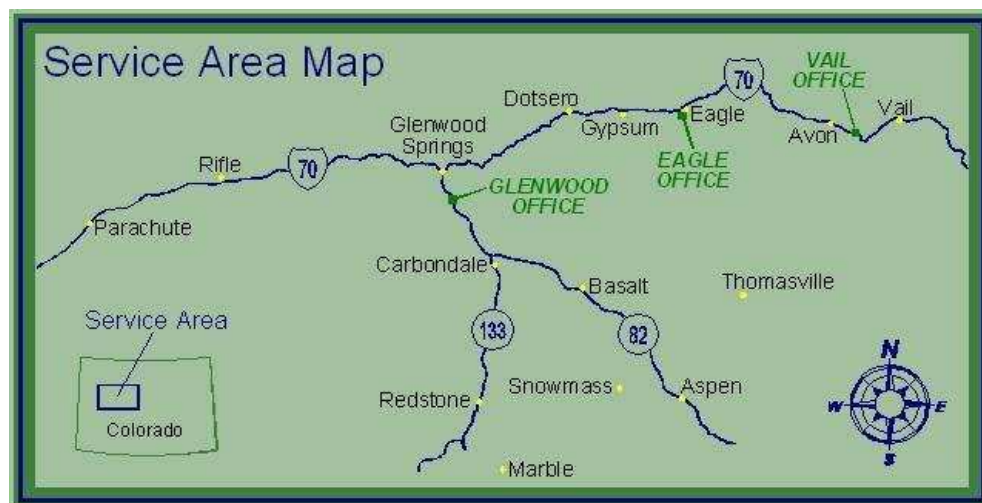 Service Area Map
VAIL
OFFICE
70
Dotsero
Gypsum
Eagle
Avon
Vail
Glenwood
Springs
EAGLE
OFFICE
Rifle
70
GLENWOOD
OFFICE
Parachute
Carbondale
Basalt
Thomasville
Service Area
133
82
Redstone
Snowmass
Aspen
Colorado
Marble
N
W
E
S